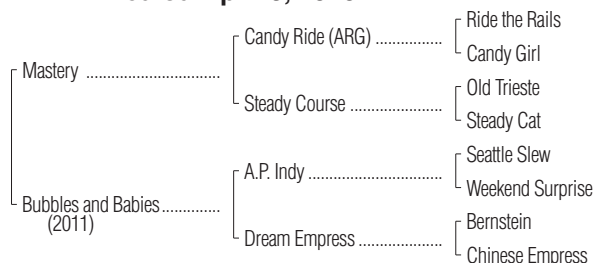 Ride the Rails
Candy Ride (ARG) ................
Candy Girl
Mastery ................................
Old Trieste
Steady Course ......................
Steady Cat
Seattle Slew
A.P. Indy ................................
Weekend Surprise
Bubbles and Babies..............
(2011)
Bernstein
Dream Empress ....................
Chinese Empress